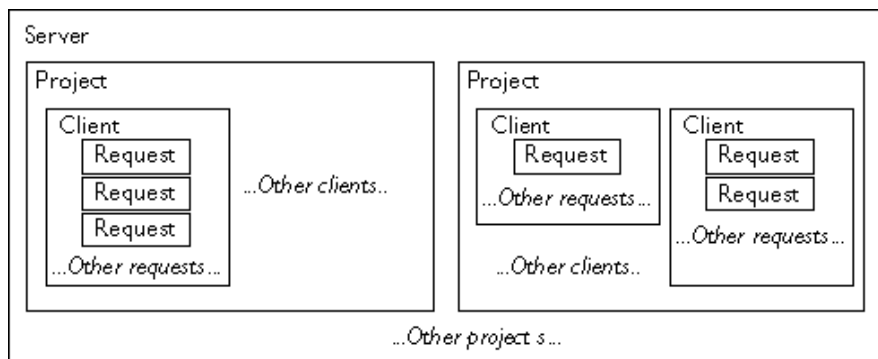 Server
Project
Client
Request
Request
Request
...Other requests...
...Other clients..
Project
Client
Request
...Other requests...
Client
Request
Request
...Other requests...
...Other clients..
...Other project s...